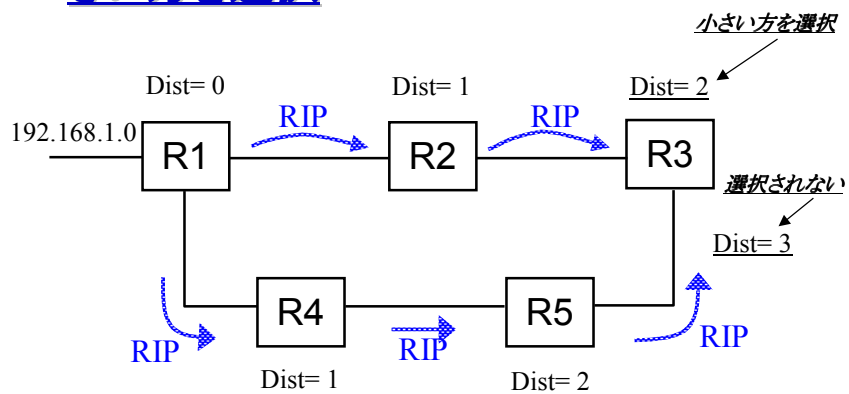 小さい方を選択
Dist= 0
Dist= 1
Dist= 2
RIP
RIP
192.168.1.0
R1
R2
R3
選択されない
Dist= 3
R4
R5
RIP
RIP
RIP
Dist= 1
Dist= 2